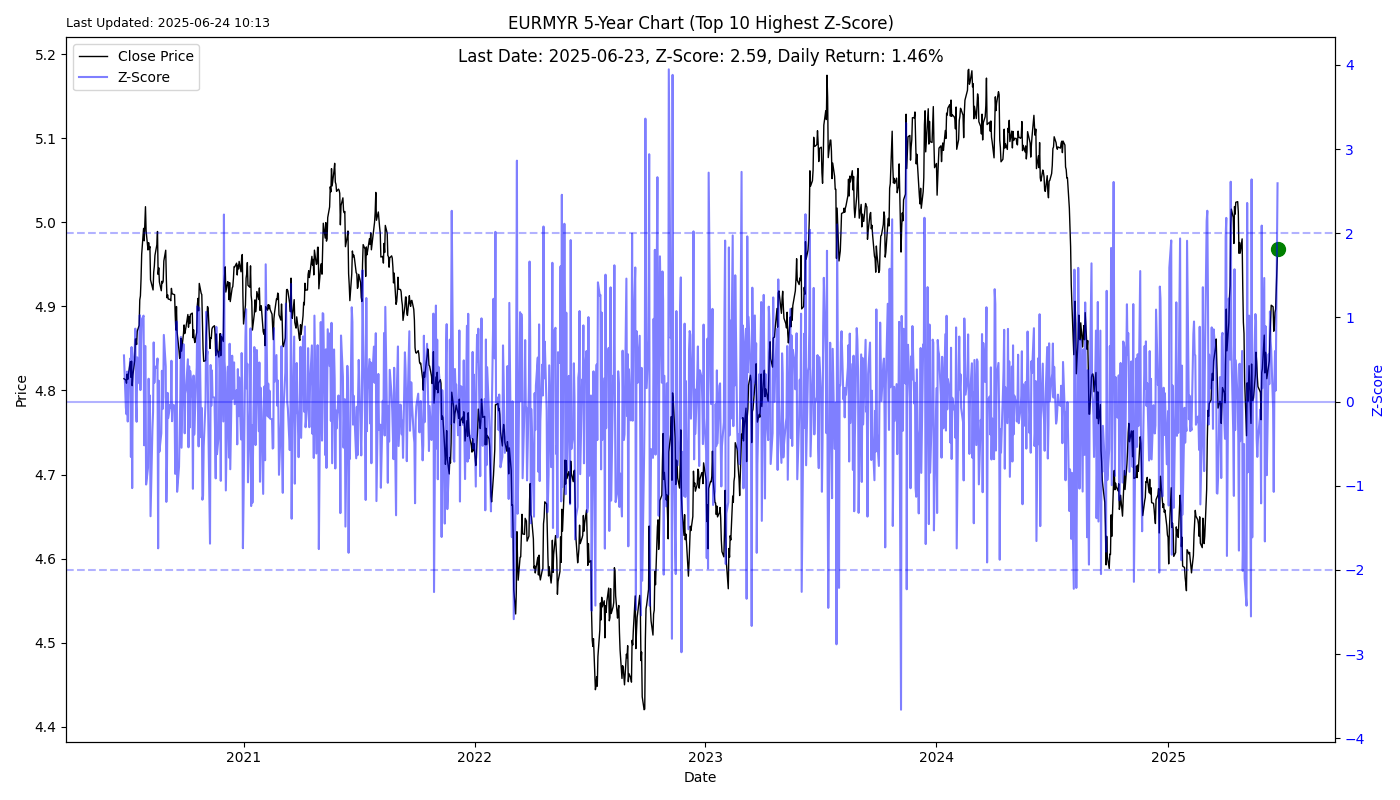 Last Updated: 2025-06-24 10:13
EURMYR 5-Year Chart (Top 10 Highest Z-Score)
Last Date: 2025-06-23, Z-Score: 2.59, Daily Return: 1.46%
Close Price
Z-Score
5.2
5.1
5.0
4.9
4.8
4.7
4.6
4.5
4.4
Price
4
3
2
1
0
−1
−2
−3
−4
Z-Score
2021
2022
2023
2024
2025
Date